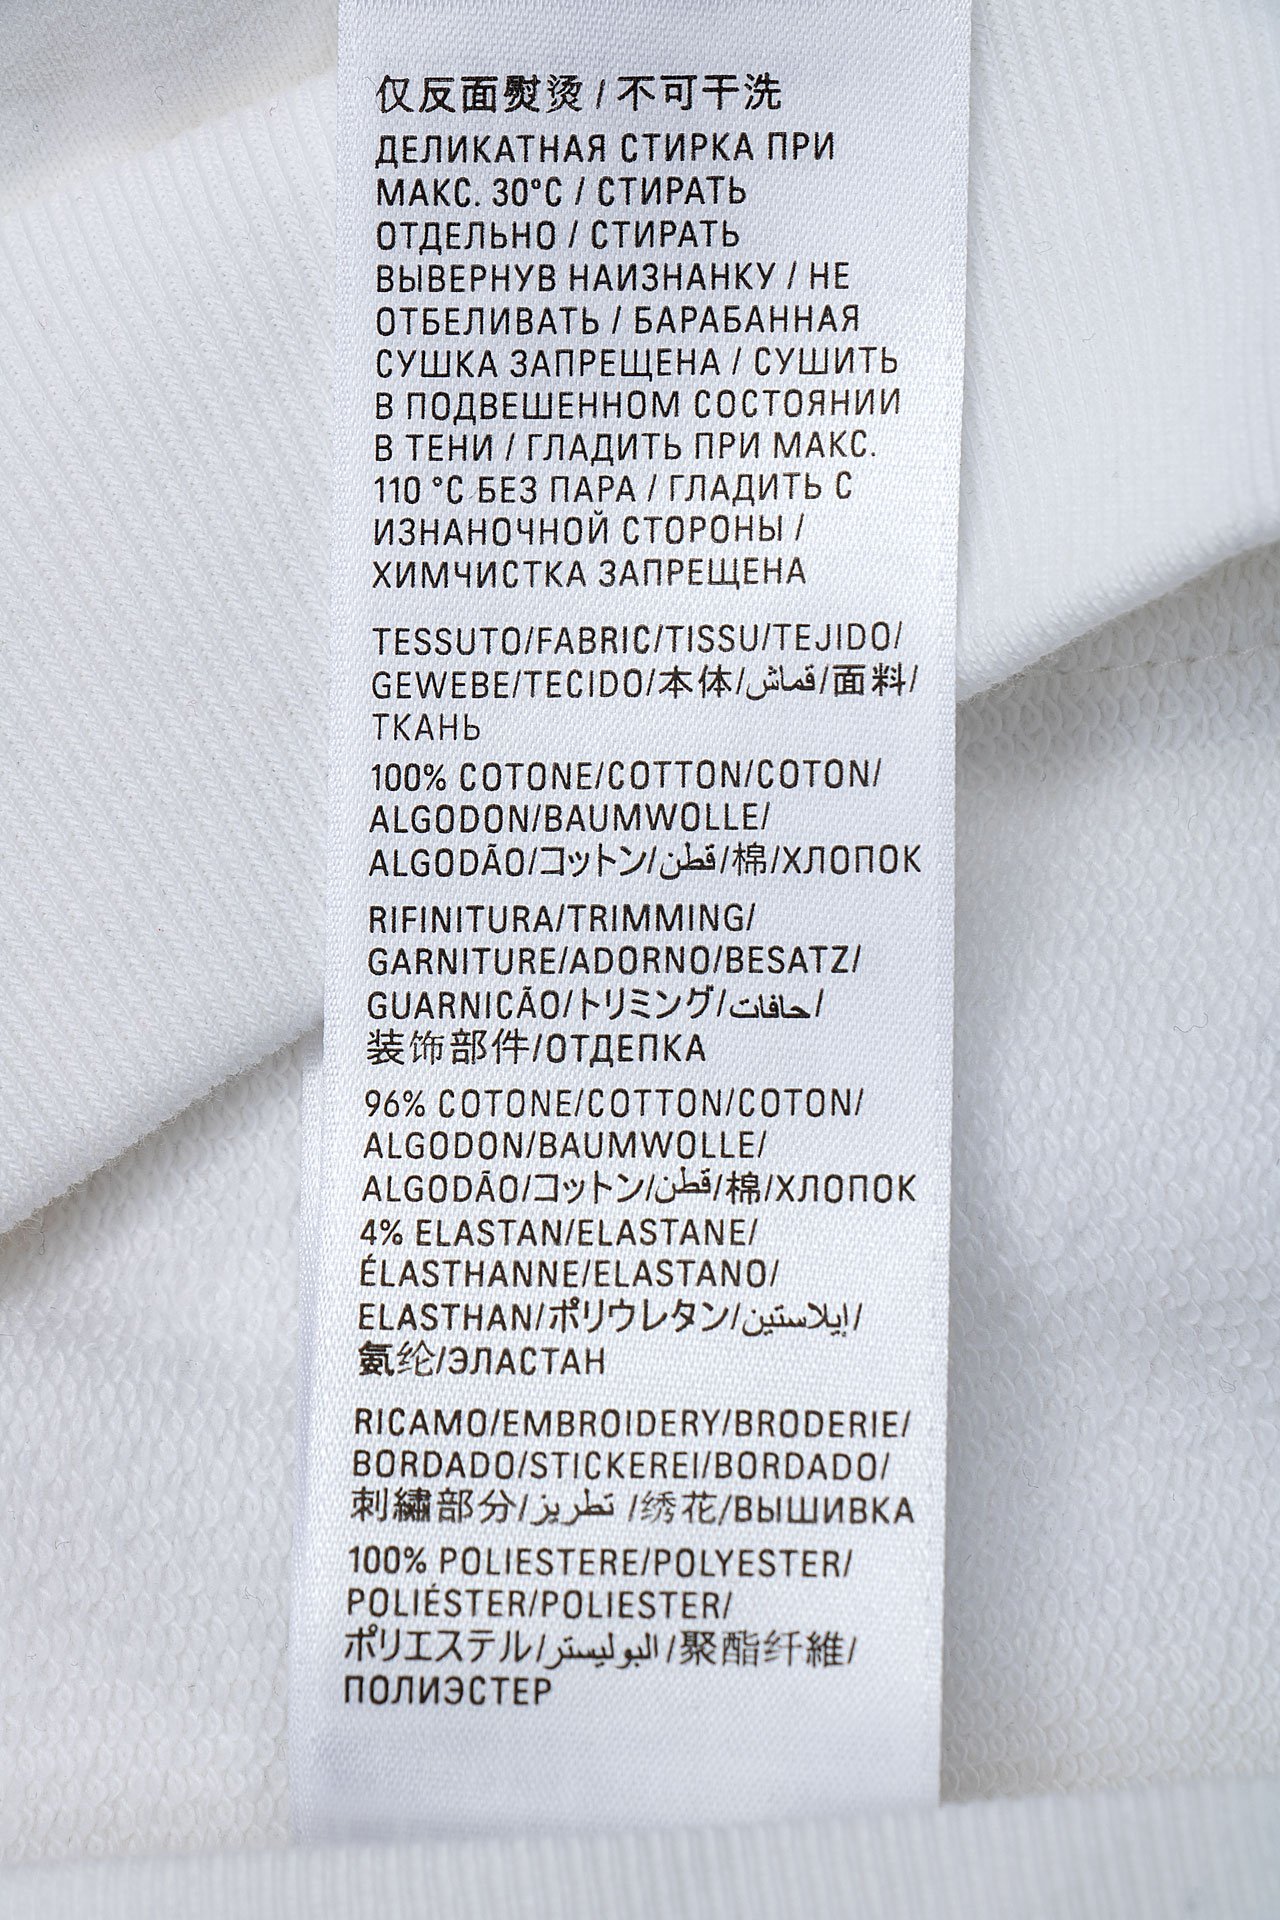 仅反面熨烫 / 不可干洗
ДЕЛИКАТНАЯ СТИРКА ПРИ
МАКС. 30°C / СТИРАТЬ
ОТДЕЛЬНО / СТИРАТЬ
ВЫВЕРНУВ НАИЗНАНКУ / НЕ
ОТБЕЛИВАТЬ / БАРАБАННАЯ
СУШКА ЗАПРЕЩЕНА / СУШИТЬ
В ПОДВЕШЕННОМ СОСТОЯНИИ
В ТЕНИ / ГЛАДИТЬ ПРИ МАКС.
110 °C БЕЗ ПАРА / ГЛАДИТЬ С
ИЗНАНОЧНОЙ СТОРОНЫ /
ХИМЧИСТКА ЗАПРЕЩЕНА
TESSUTO/FABRIC/TISSU/TEJIDO/
GEWEBE/TECIDO/本体/قماش/面料/
ТКАНЬ
100% COTONE/COTTON/COTON/
ALGODON/BAUMWOLLE/
ALGODÃO/コットン/قطن/棉/ХЛОПОК
RIFINITURA/TRIMMING/
GARNITURE/ADORNO/BESATZ/
GUARNICÃO/トリミング/حافات/
装饰部件/ОТДЕПКА
96% COTONE/COTTON/COTON/
ALGODON/BAUMWOLLE/
ALGODÃO/コットン/قطن/棉/ХЛОПОК
4% ELASTAN/ELASTANE/
ÉLASTHANNE/ELASTANO/
ELASTHAN/ポリウレタン/إيلاستين/
氨纶/ЭЛАСТАН
RICAMO/EMBROIDERY/BRODERIE/
BORDADO/STICKEREI/BORDADO/
刺繍部分/تطريز /绣花/ВЫШИВКА
100% POLIESTERE/POLYESTER/
POLIÉSTER/POLIESTER/
ポリエステル/البوليستر/聚酯纤維/
ПОЛИЭСТЕР